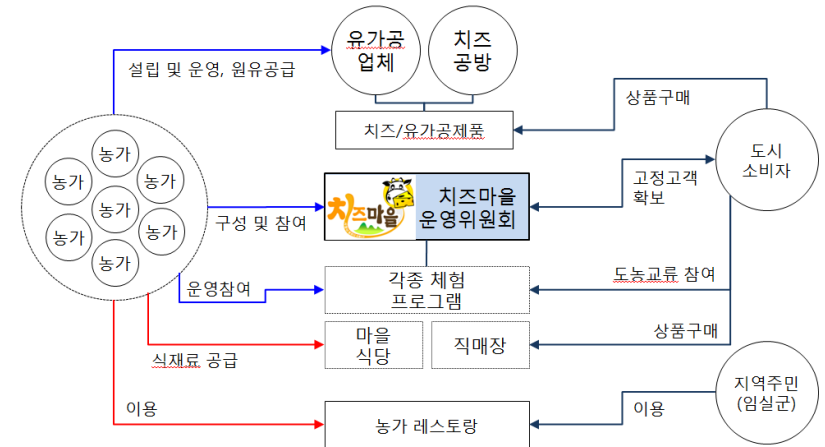 유가공
업체
치즈
공방
설립 및 운영, 원유공급
상품구매
치즈/유가공제품
도시
소비자
농가
농가
농가
농가
농가
농가
농가
치즈마을
치즈마을
운영위원회
고정고객
확보
구성 및 참여
운영참여
각종 체험
프로그램
도농교류 참여
마을
식당
직매장
상품구매
식재료 공급
지역주민
(임실군)
이용
농가 레스토랑
이용